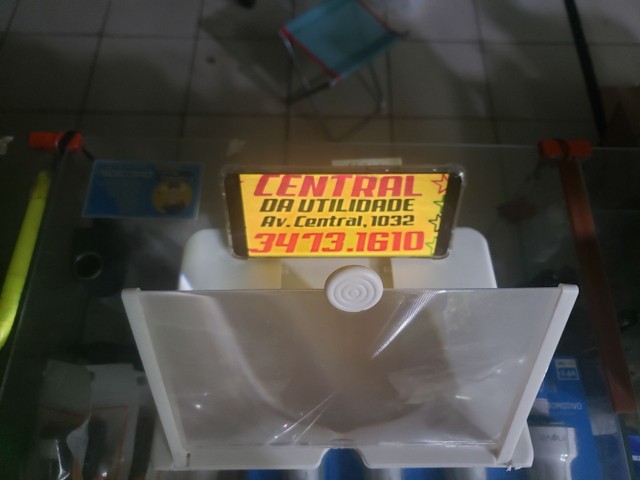 CENTRAL
DA UTILIDADE
Av. Central, 1032
3473.1610